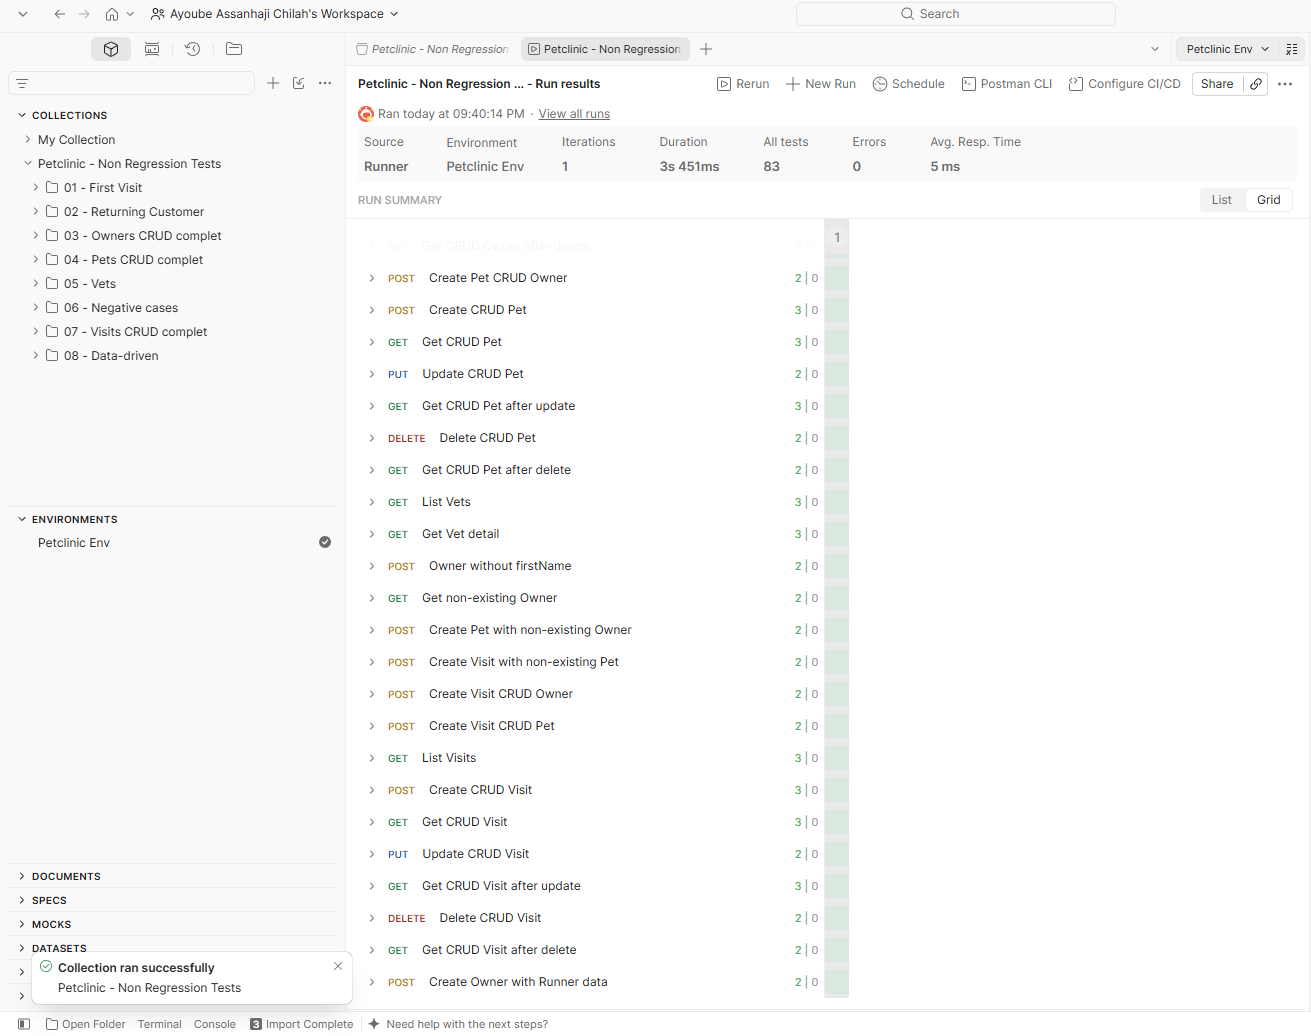 Ayoube Assanhaji Chilah's Workspace
Search
Petclinic - Non Regression
Petclinic - Non Regression
Petclinic Env
COLLECTIONS
My Collection
Petclinic - Non Regression Tests
01 - First Visit
02 - Returning Customer
03 - Owners CRUD complet
04 - Pets CRUD complet
05 - Vets
06 - Negative cases
07 - Visits CRUD complet
08 - Data-driven
ENVIRONMENTS
Petclinic Env
DOCUMENTS
SPECS
MOCKS
DATASETS
Collection ran successfully
Petclinic - Non Regression Tests
Petclinic - Non Regression ... - Run results
Rerun
New Run
Schedule
Postman CLI
Configure CI/CD
Share
Ran today at 09:40:14 PM · View all runs
Source Environment Iterations Duration All tests Errors Avg. Resp. Time
Runner Petclinic Env 1 3s 451ms 83 0 5 ms
RUN SUMMARY
List Grid
1
GET Get CRUD Owner after delete 2 | 0
POST Create Pet CRUD Owner 2 | 0
POST Create CRUD Pet 3 | 0
GET Get CRUD Pet 3 | 0
PUT Update CRUD Pet 2 | 0
GET Get CRUD Pet after update 3 | 0
DELETE Delete CRUD Pet 2 | 0
GET Get CRUD Pet after delete 2 | 0
GET List Vets 3 | 0
GET Get Vet detail 3 | 0
POST Owner without firstName 2 | 0
GET Get non-existing Owner 2 | 0
POST Create Pet with non-existing Owner 2 | 0
POST Create Visit with non-existing Pet 2 | 0
POST Create Visit CRUD Owner 2 | 0
POST Create Visit CRUD Pet 2 | 0
GET List Visits 3 | 0
POST Create CRUD Visit 3 | 0
GET Get CRUD Visit 3 | 0
PUT Update CRUD Visit 2 | 0
GET Get CRUD Visit after update 3 | 0
DELETE Delete CRUD Visit 2 | 0
GET Get CRUD Visit after delete 2 | 0
POST Create Owner with Runner data 2 | 0
Open Folder Terminal Console 3 Import Complete Need help with the next steps?